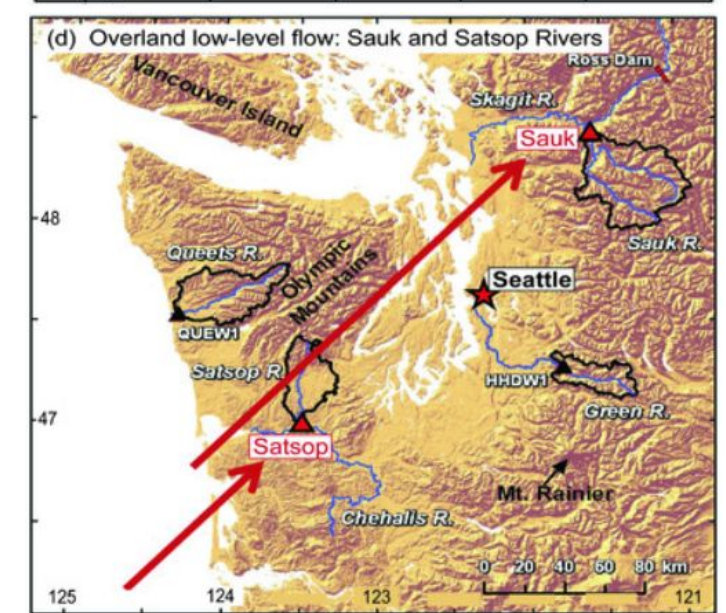 (d) Overland low-level flow: Sauk and Satsop Rivers
Ross Dam
Vancouver Island
Skagit R.
Sauk
48
Sauk R.
Queets R.
Olympic
Mountains
Seattle
QUEW1
Satsop R.
HHDW1
Green R.
47
Satsop
Mt. Rainier
Chehalis R.
0 20 40 60 80 km
125 124 123 121